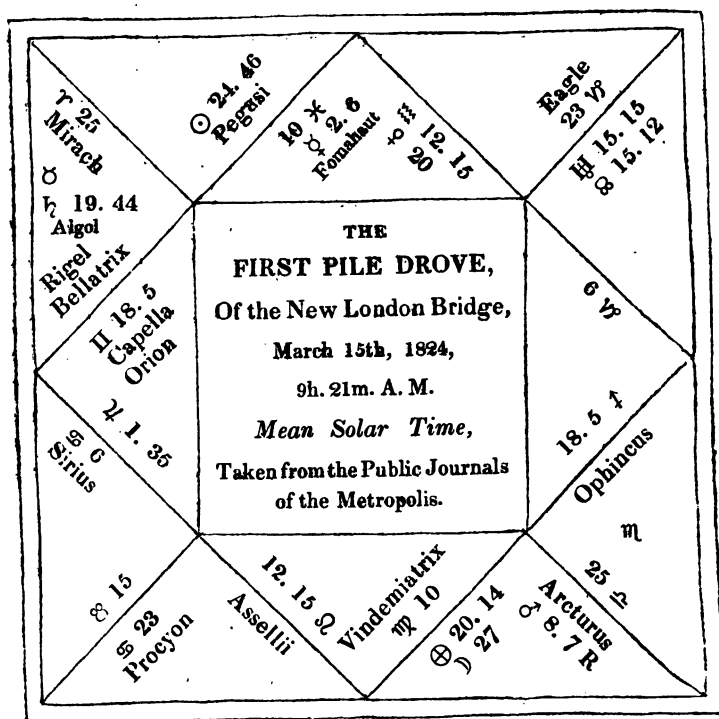 ♈ 25
Mirach
♉
♄ 19. 44
Algol
Rigel
Bellatrix
☉ 24. 46
Pegasi
10 ♓
☿ 2. 6
Fomahaut
♀ ♒
12. 15
20
Eagle
23 ♑
♅ 15. 15
☊ 15. 12
♊ 18. 5
Capella
Orion
THE
FIRST PILE DROVE,
Of the New London Bridge,
March 15th, 1824,
9h. 21m. A. M.
Mean Solar Time,
Taken from the Public Journals
of the Metropolis.
6 ♑
♃ 1. 35
♋ 6
Sirius
18. 5 ♐
Ophincus
♏
25 ♎
☋ 15
♋ 23
Procyon
12. 15 ♌
Assellii
Vindemiatrix
♍ 10
⊕ 20. 14
☽ 27
Arcturus
♂ 8. 7 R